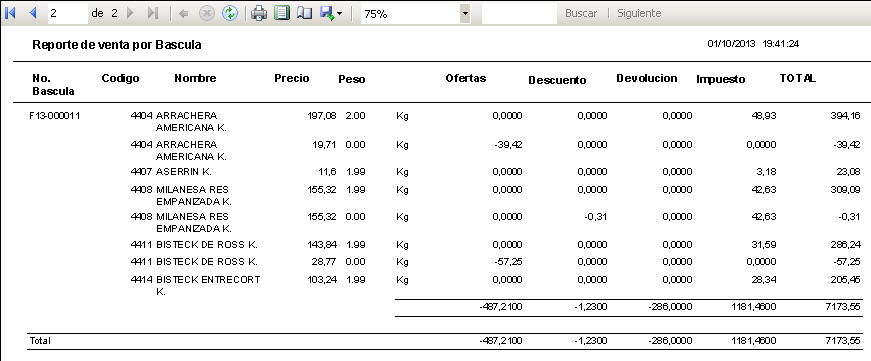 2 de 2 75% Buscar | Siguiente
Reporte de venta por Bascula 01/10/2013 19:41:24
No. Bascula Codigo Nombre Precio Peso Ofertas Descuento Devolucion Impuesto TOTAL
F13-000011 4404 ARRACHERA 197,08 2.00 Kg 0,0000 0,0000 0,0000 48,93 394,16
AMERICANA K.
4404 ARRACHERA 19,71 0.00 Kg -39,42 0,0000 0,0000 0,0000 -39,42
AMERICANA K.
4407 ASERRIN K. 11,6 1.99 Kg 0,0000 0,0000 0,0000 3,18 23,08
4408 MILANESA RES 155,32 1.99 Kg 0,0000 0,0000 0,0000 42,63 309,09
EMPANIZADA K.
4408 MILANESA RES 155,32 0.00 Kg 0,0000 -0,31 0,0000 42,63 -0,31
EMPANIZADA K.
4411 BISTECK DE ROSS K. 143,84 1.99 Kg 0,0000 0,0000 0,0000 31,59 286,24
4411 BISTECK DE ROSS K. 28,77 0.00 Kg -57,25 0,0000 0,0000 0,0000 -57,25
4414 BISTECK ENTRECORT 103,24 1.99 Kg 0,0000 0,0000 0,0000 28,34 205,45
K.
-487,2100 -1,2300 -286,0000 1181,4600 7173,55
Total -487,2100 -1,2300 -286,0000 1181,4600 7173,55